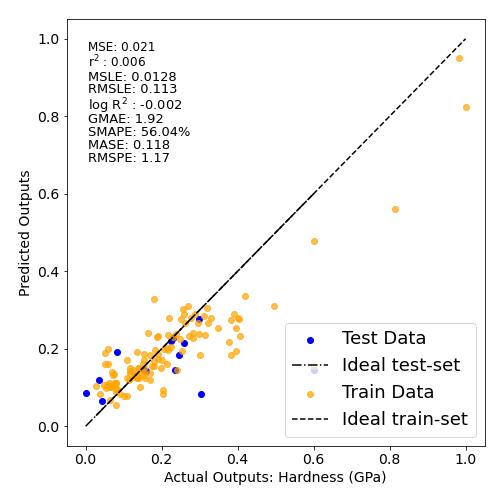 MSE: 0.021
r² : 0.006
MSLE: 0.0128
RMSLE: 0.113
log R² : -0.002
GMAE: 1.92
SMAPE: 56.04%
MASE: 0.118
RMSPE: 1.17
1.0
0.8
0.6
0.4
0.2
0.0
Predicted Outputs
Test Data
Ideal test-set
Train Data
Ideal train-set
0.0 0.2 0.4 0.6 0.8 1.0
Actual Outputs: Hardness (GPa)